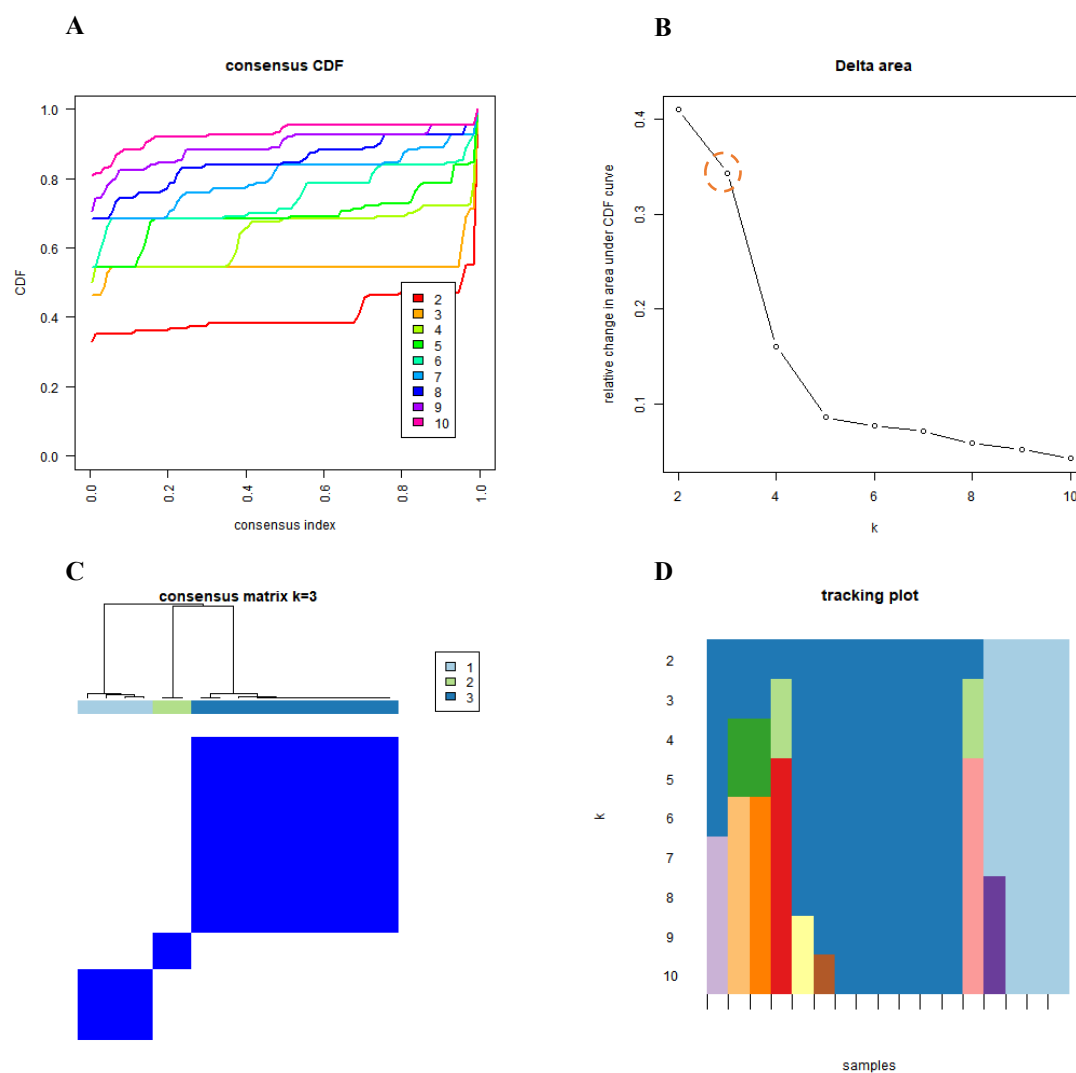 A
consensus CDF
CDF
1.0
0.8
0.6
0.4
0.2
0.0
2
3
4
5
6
7
8
9
10
0.0 0.2 0.4 0.6 0.8 1.0
consensus index
B
Delta area
relative change in area under CDF curve
0.4
0.3
0.2
0.1
2 4 6 8 10
k
C
consensus matrix k=3
1
2
3
D
tracking plot
k
2
3
4
5
6
7
8
9
10
samples